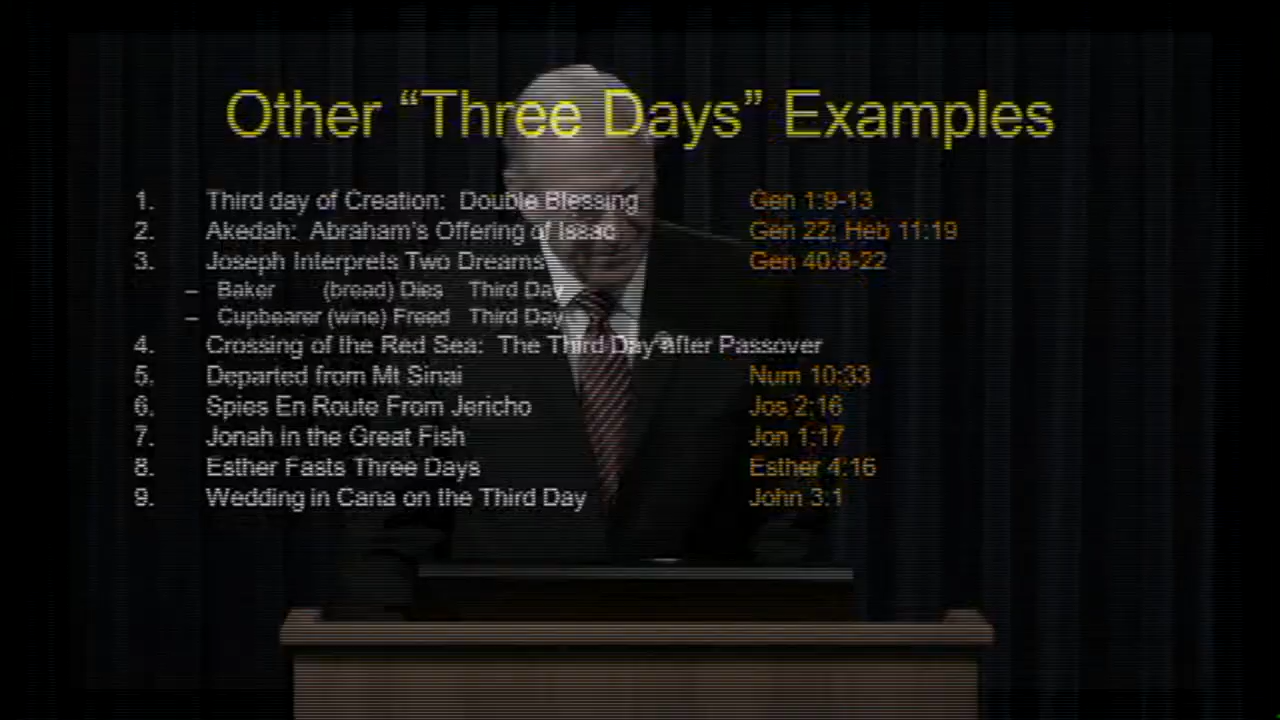 Other “Three Days” Examples
1. Third day of Creation: Double Blessing Gen 1:9-13
2. Akedah: Abraham's Offering of Issac Gen 22; Heb 11:19
3. Joseph Interprets Two Dreams Gen 40:8-22
– Baker (bread) Dies Third Day
– Cupbearer (wine) Freed Third Day
4. Crossing of the Red Sea: The Third Day after Passover
5. Departed from Mt Sinai Num 10:33
6. Spies En Route From Jericho Jos 2:16
7. Jonah in the Great Fish Jon 1:17
8. Esther Fasts Three Days Esther 4:16
9. Wedding in Cana on the Third Day John 3:1